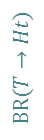 BR(T → Ht)